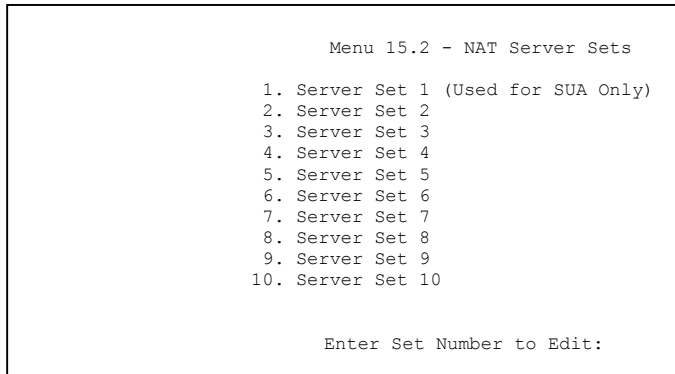 Menu 15.2 - NAT Server Sets
1. Server Set 1 (Used for SUA Only)
2. Server Set 2
3. Server Set 3
4. Server Set 4
5. Server Set 5
6. Server Set 6
7. Server Set 7
8. Server Set 8
9. Server Set 9
10. Server Set 10
Enter Set Number to Edit: